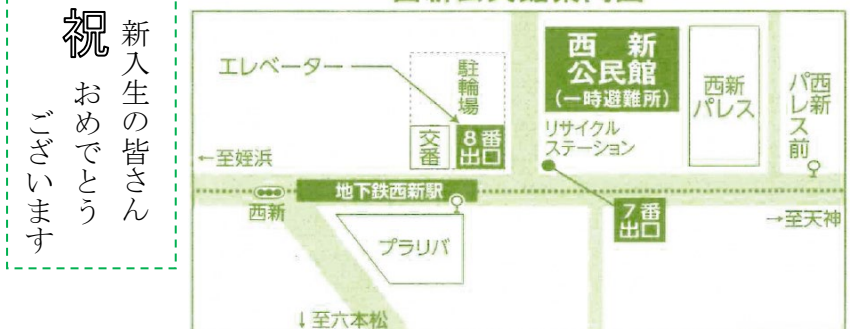 祝
新入生の皆さん
おめでとう
ございます
エレベーター
駐輪場
交番
8番
出口
西新
公民館
(一時避難所)
リサイクル
ステーション
西新
パレス
西新
パレス前
←至姪浜
地下鉄西新駅
西新
7番
出口
→至天神
プラリバ
↓至六本松